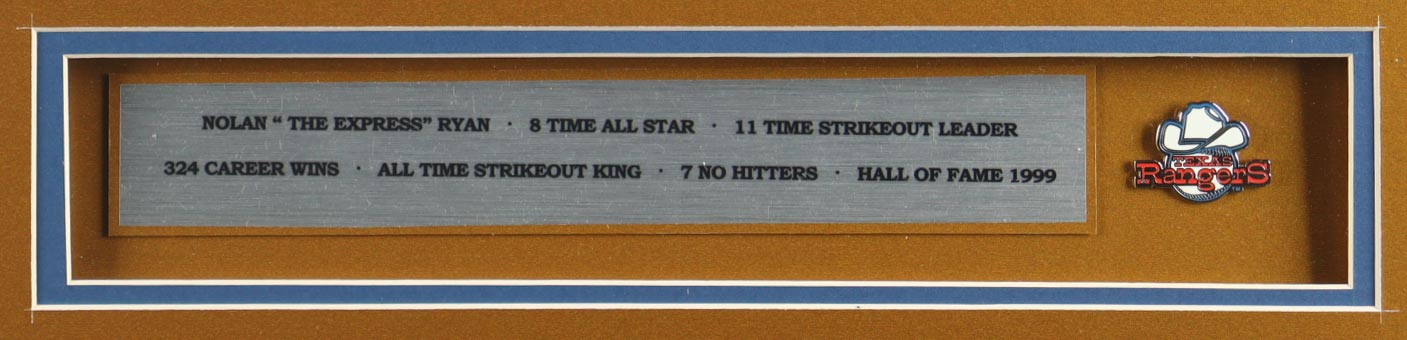 NOLAN “ THE EXPRESS” RYAN · 8 TIME ALL STAR · 11 TIME STRIKEOUT LEADER
324 CAREER WINS · ALL TIME STRIKEOUT KING · 7 NO HITTERS · HALL OF FAME 1999
TEXAS
Rangers
TM